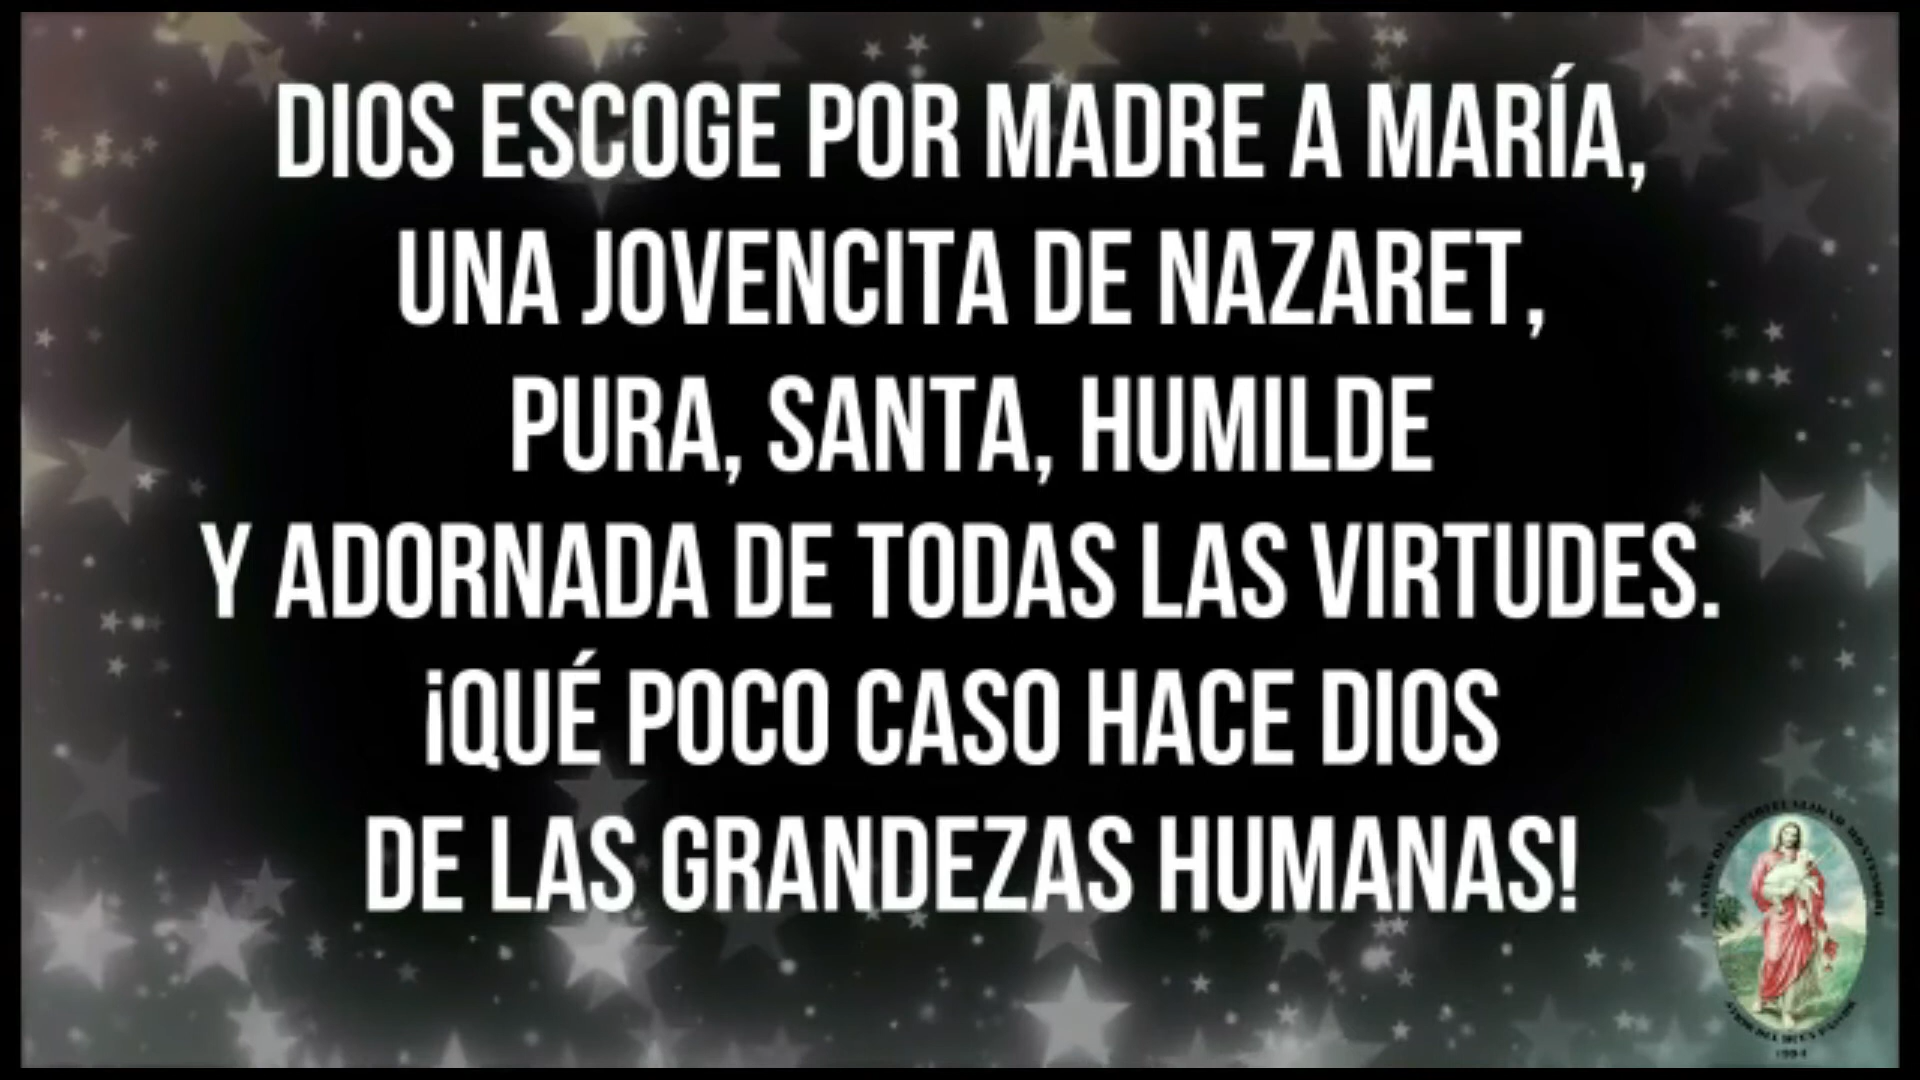 DIOS ESCOGE POR MADRE A MARÍA,
UNA JOVENCITA DE NAZARET,
PURA, SANTA, HUMILDE
Y ADORNADA DE TODAS LAS VIRTUDES.
¡QUÉ POCO CASO HACE DIOS
DE LAS GRANDEZAS HUMANAS!